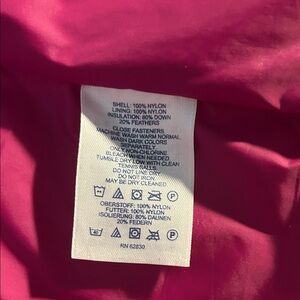 SHELL: 100% NYLON
LINING: 100% NYLON
INSULATION: 80% DOWN
20% FEATHERS
CLOSE FASTENERS
MACHINE WASH WARM NORMAL
WASH DARK COLORS
SEPARATELY
ONLY NON-CHLORINE
BLEACH WHEN NEEDED
TUMBLE DRY LOW WITH CLEAN
TENNIS BALLS
DO NOT LINE DRY
DO NOT IRON
MAY BE DRY CLEANED
OBERSTOFF: 100% NYLON
FUTTER: 100% NYLON
ISOLIERUNG: 80% DAUNEN
20% FEDERN
RN 62830